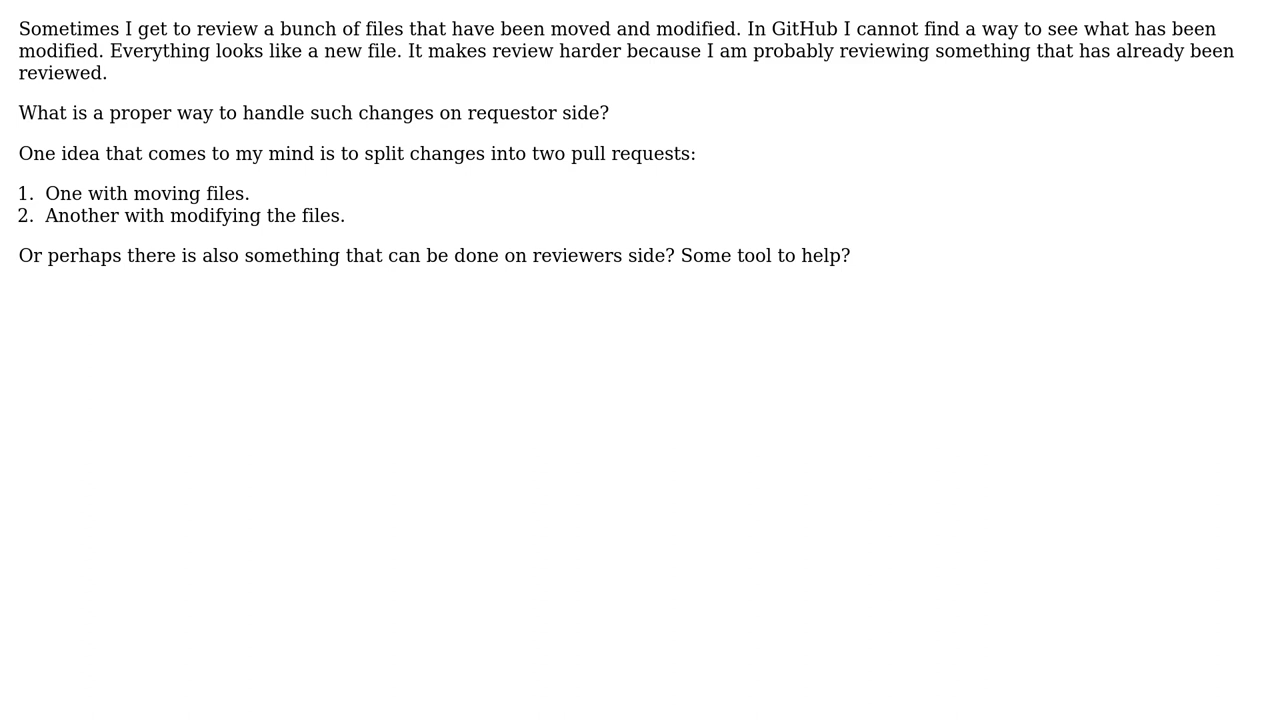 Sometimes I get to review a bunch of files that have been moved and modified. In GitHub I cannot find a way to see what has been
modified. Everything looks like a new file. It makes review harder because I am probably reviewing something that has already been
reviewed.
What is a proper way to handle such changes on requestor side?
One idea that comes to my mind is to split changes into two pull requests:
1. One with moving files.
2. Another with modifying the files.
Or perhaps there is also something that can be done on reviewers side? Some tool to help?